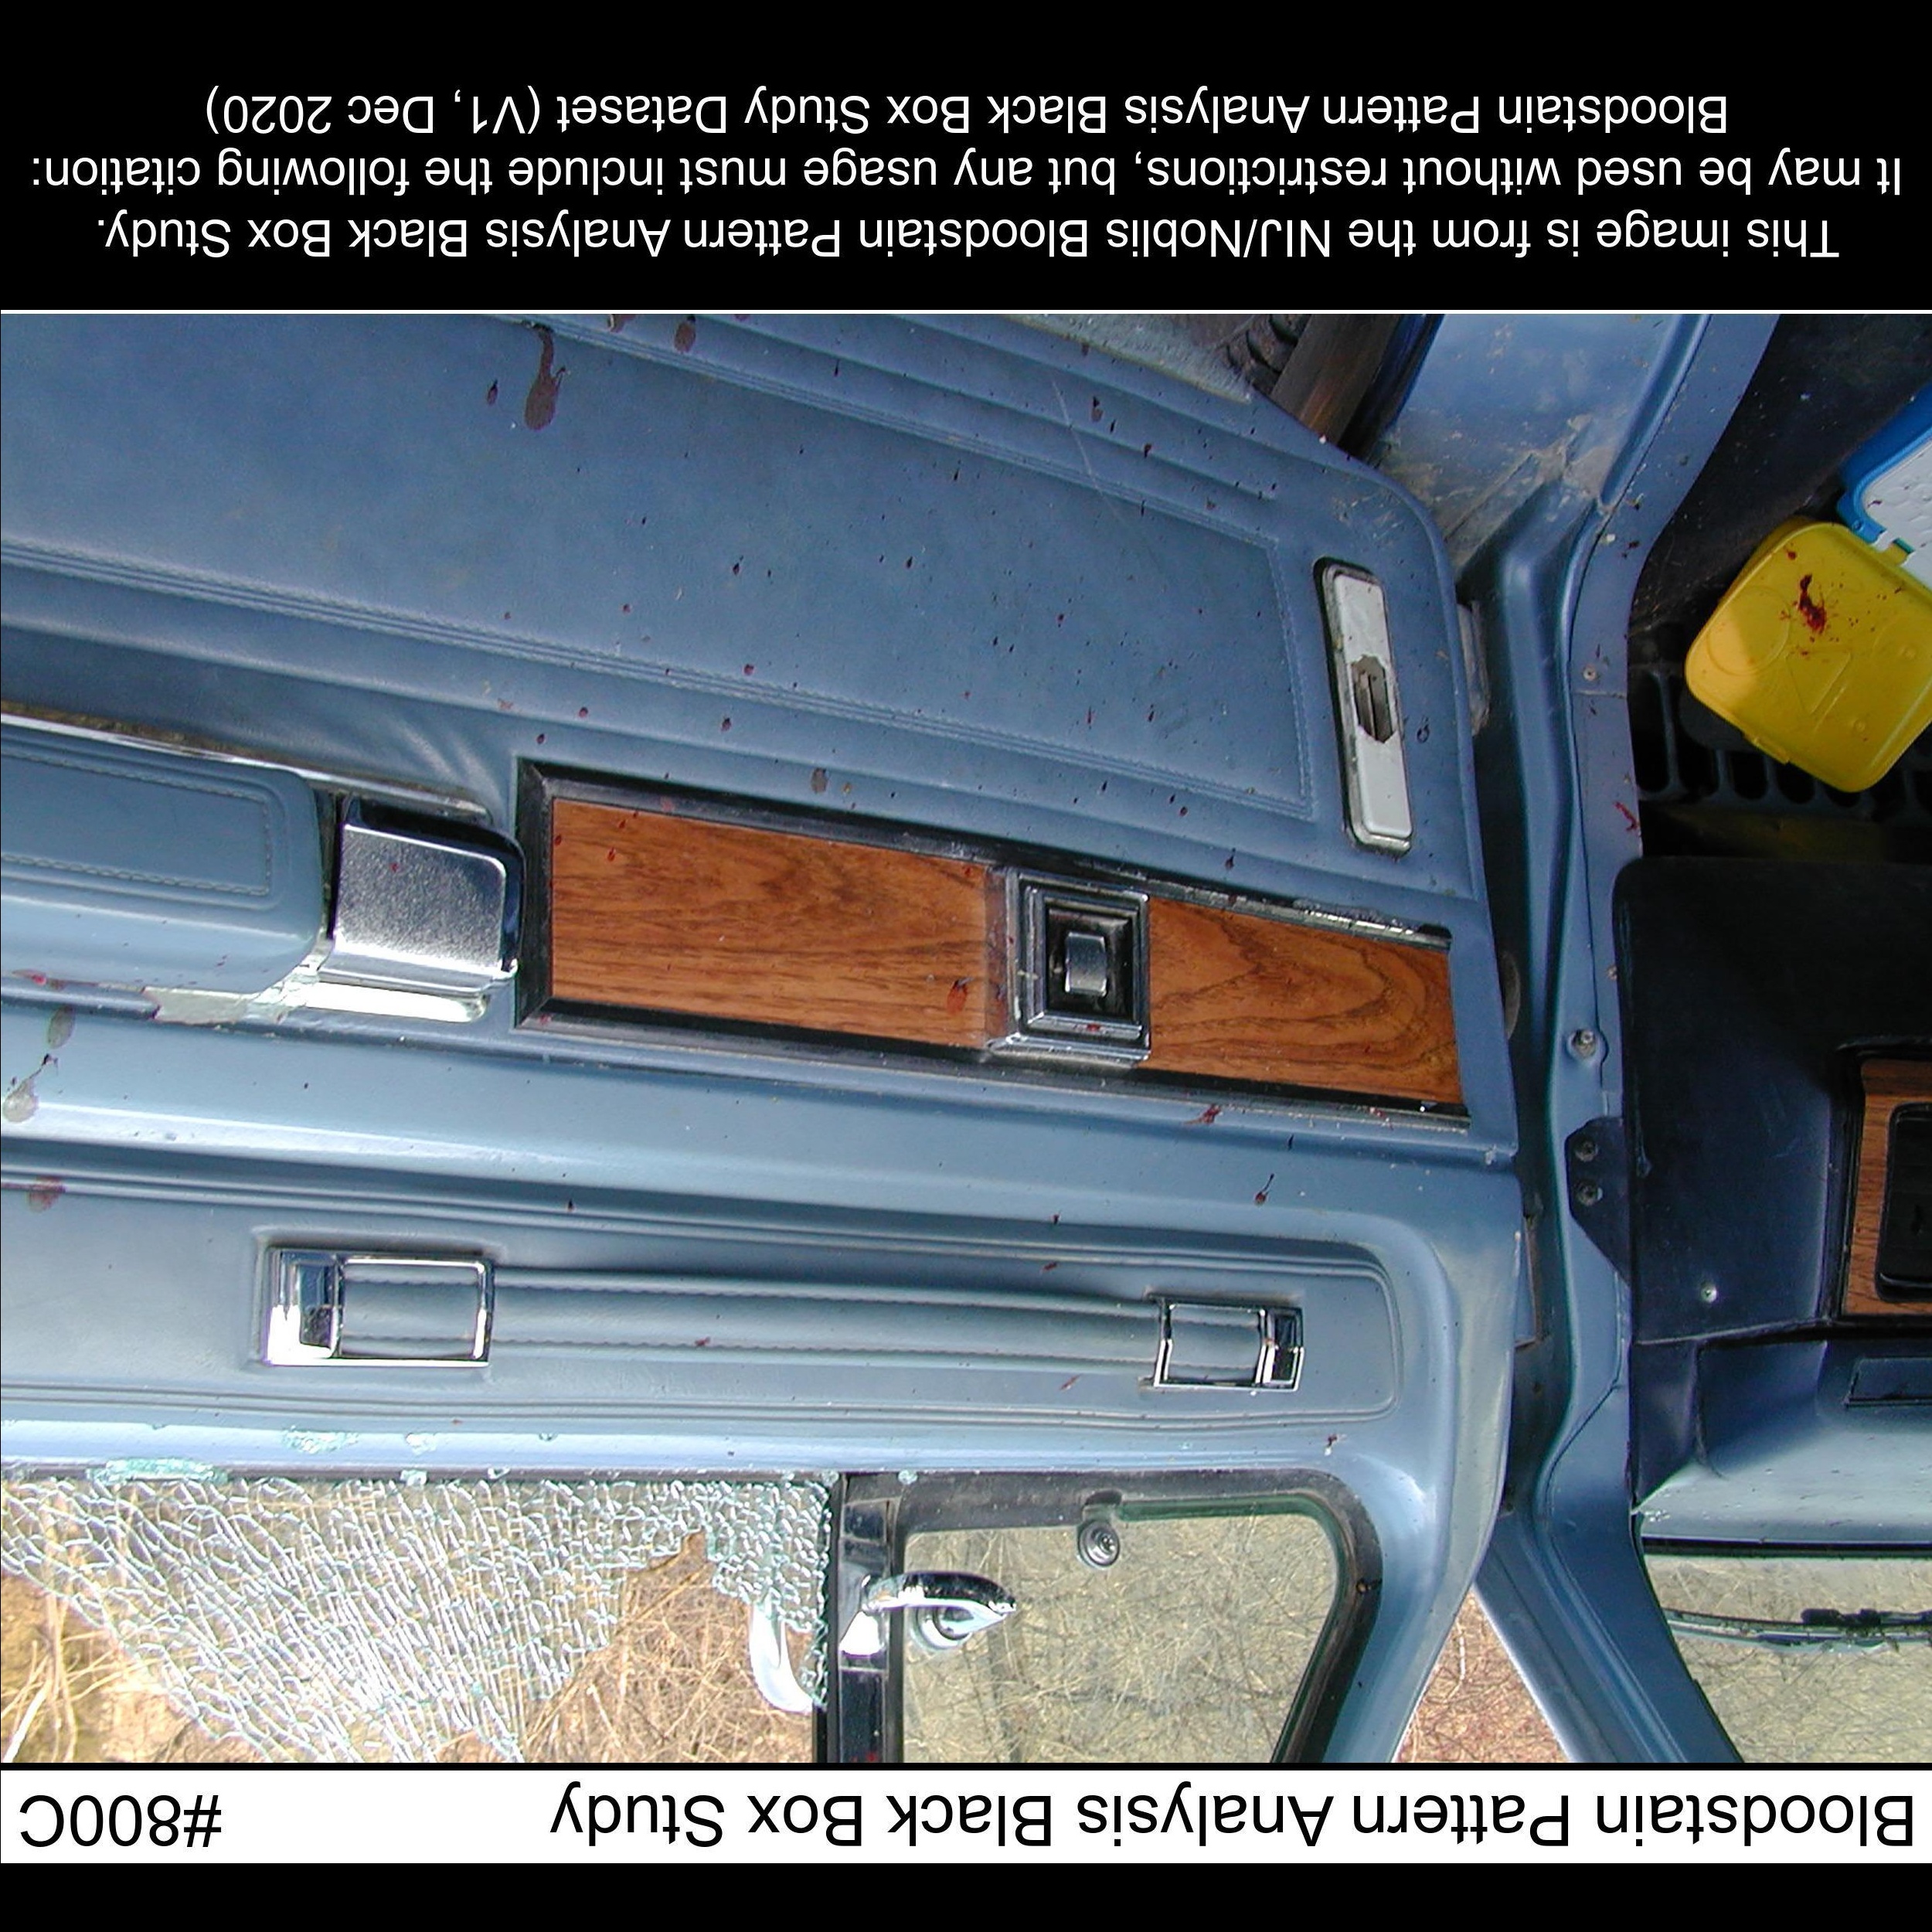 Bloodstain Pattern Analysis Black Box Study #800C
This image is from the NIJ/Noblis Bloodstain Pattern Analysis Black Box Study.
It may be used without restrictions, but any usage must include the following citation:
Bloodstain Pattern Analysis Black Box Study Dataset (V1, Dec 2020)